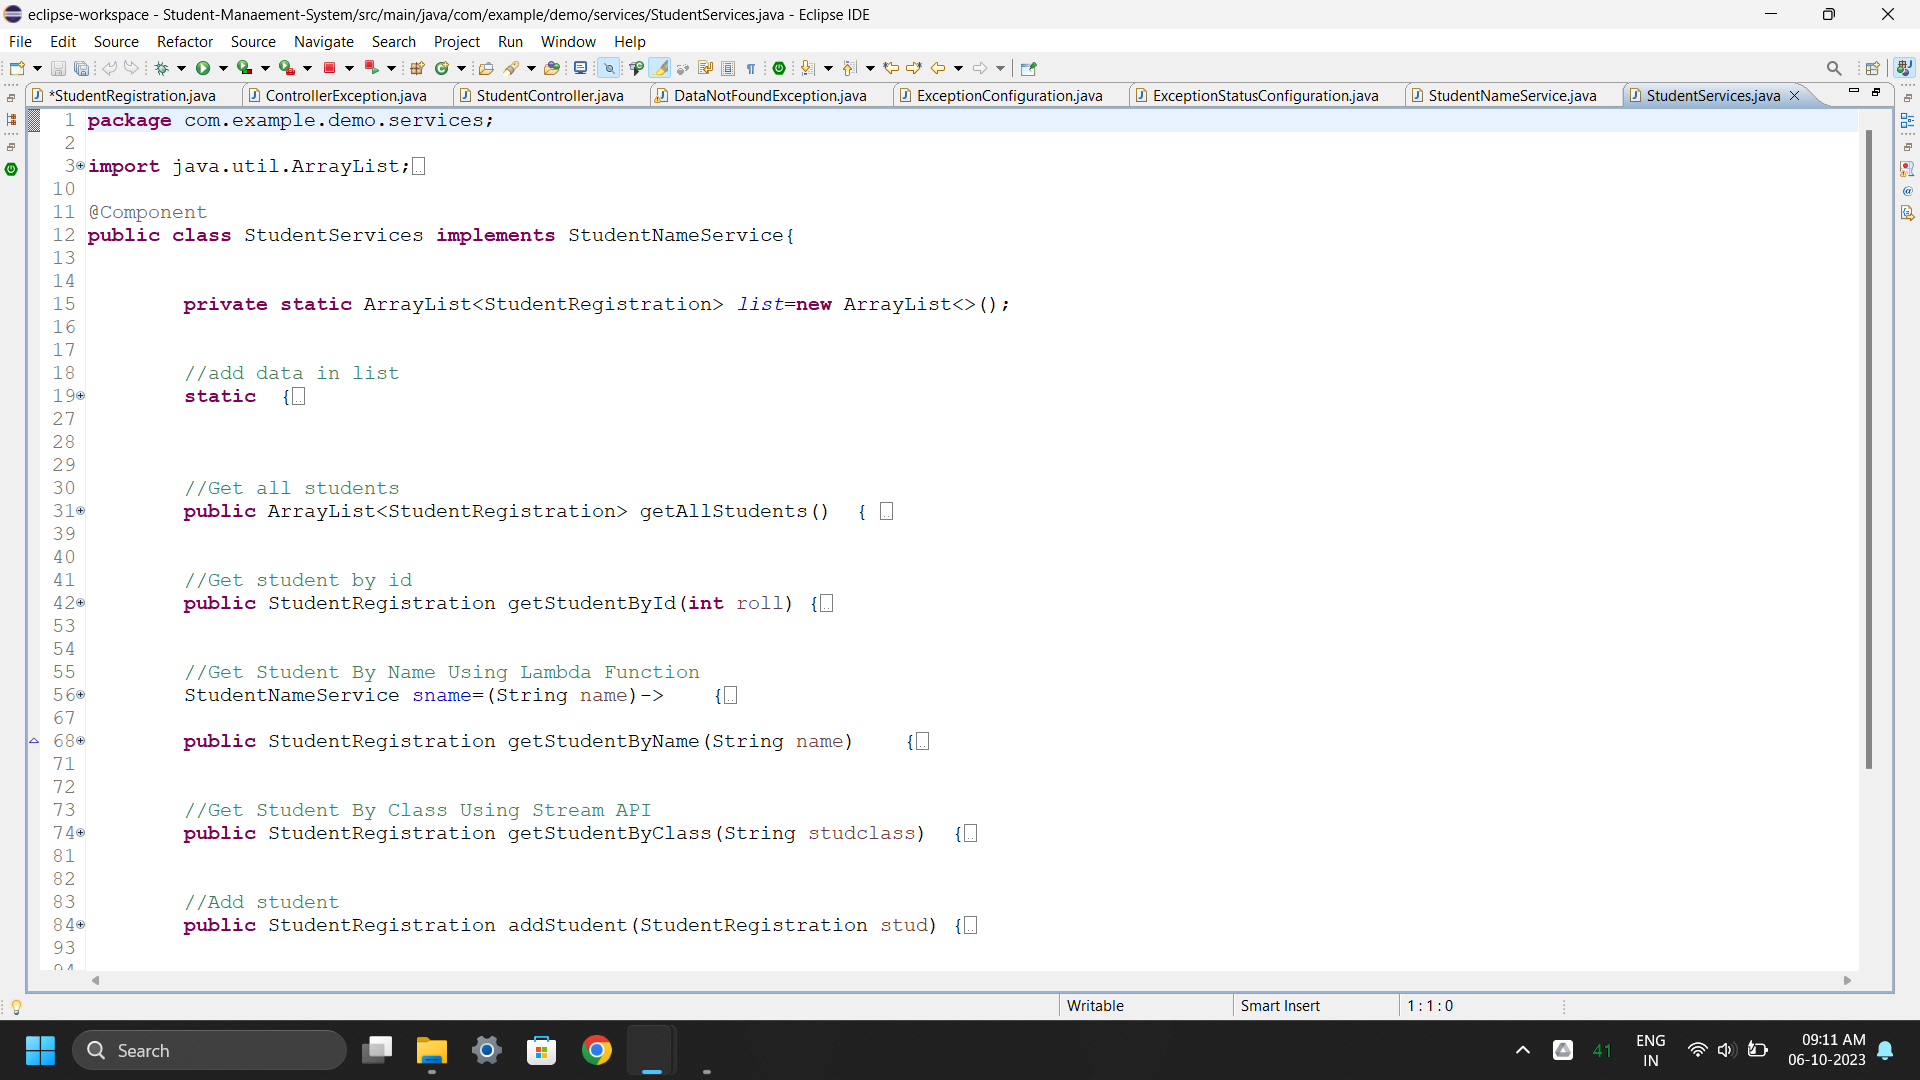 eclipse-workspace - Student-Manaement-System/src/main/java/com/example/demo/services/StudentServices.java - Eclipse IDE
File Edit Source Refactor Source Navigate Search Project Run Window Help
*StudentRegistration.java ControllerException.java StudentController.java DataNotFoundException.java ExceptionConfiguration.java ExceptionStatusConfiguration.java StudentNameService.java StudentServices.java
1 package com.example.demo.services;
2
3 import java.util.ArrayList;
10
11 @Component
12 public class StudentServices implements StudentNameService{
13
14
15 private static ArrayList<StudentRegistration> list=new ArrayList<>();
16
17
18 //add data in list
19 static {
27
28
29
30 //Get all students
31 public ArrayList<StudentRegistration> getAllStudents() {
39
40
41 //Get student by id
42 public StudentRegistration getStudentById(int roll) {
53
54
55 //Get Student By Name Using Lambda Function
56 StudentNameService sname=(String name)-> {
67
68 public StudentRegistration getStudentByName(String name) {
71
72
73 //Get Student By Class Using Stream API
74 public StudentRegistration getStudentByClass(String studclass) {
81
82
83 //Add student
84 public StudentRegistration addStudent(StudentRegistration stud) {
93
94
Writable Smart Insert 1 : 1 : 0
Search 41 ENG IN 09:11 AM 06-10-2023